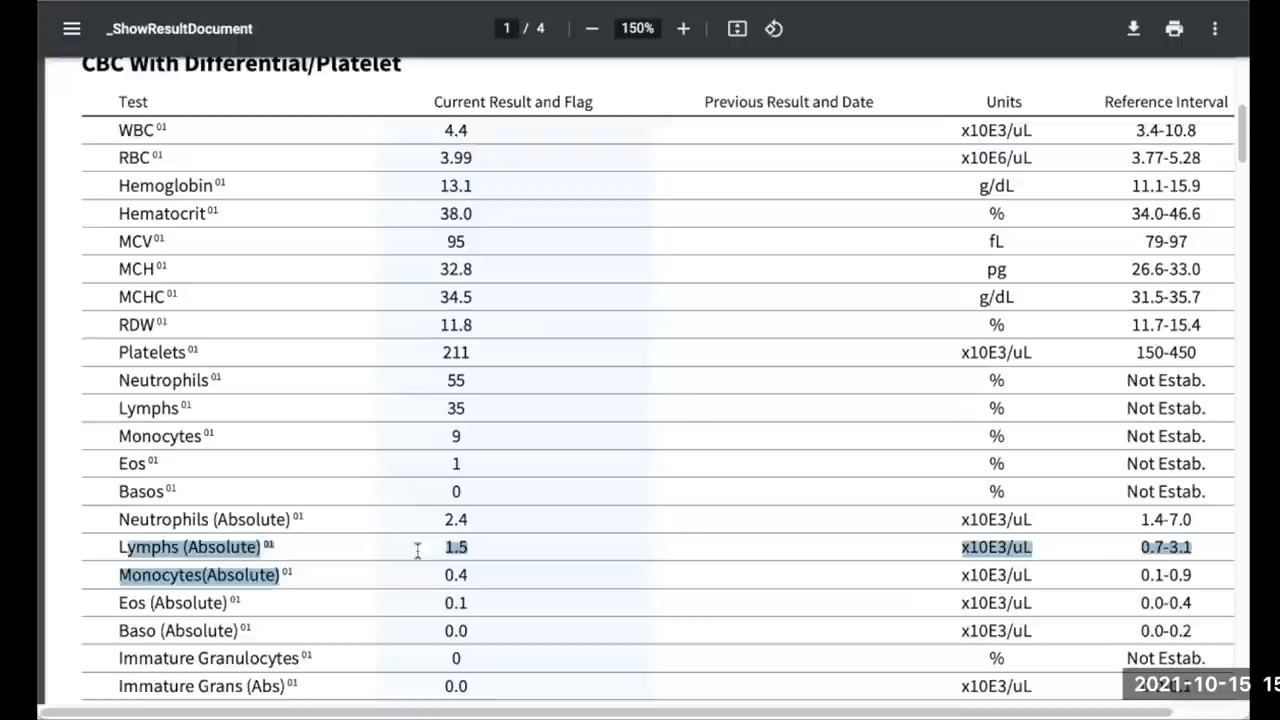 _ShowResultDocument 1 / 4 150%
CBC With Differential/Platelet
Test Current Result and Flag Previous Result and Date Units Reference Interval
WBC 01 4.4 x10E3/uL 3.4-10.8
RBC 01 3.99 x10E6/uL 3.77-5.28
Hemoglobin 01 13.1 g/dL 11.1-15.9
Hematocrit 01 38.0 % 34.0-46.6
MCV 01 95 fL 79-97
MCH 01 32.8 pg 26.6-33.0
MCHC 01 34.5 g/dL 31.5-35.7
RDW 01 11.8 % 11.7-15.4
Platelets 01 211 x10E3/uL 150-450
Neutrophils 01 55 % Not Estab.
Lymphs 01 35 % Not Estab.
Monocytes 01 9 % Not Estab.
Eos 01 1 % Not Estab.
Basos 01 0 % Not Estab.
Neutrophils (Absolute) 01 2.4 x10E3/uL 1.4-7.0
Lymphs (Absolute) 01 1.5 x10E3/uL 0.7-3.1
Monocytes(Absolute) 01 0.4 x10E3/uL 0.1-0.9
Eos (Absolute) 01 0.1 x10E3/uL 0.0-0.4
Baso (Absolute) 01 0.0 x10E3/uL 0.0-0.2
Immature Granulocytes 01 0 % Not Estab.
Immature Grans (Abs) 01 0.0 x10E3/uL
2021-10-15 15